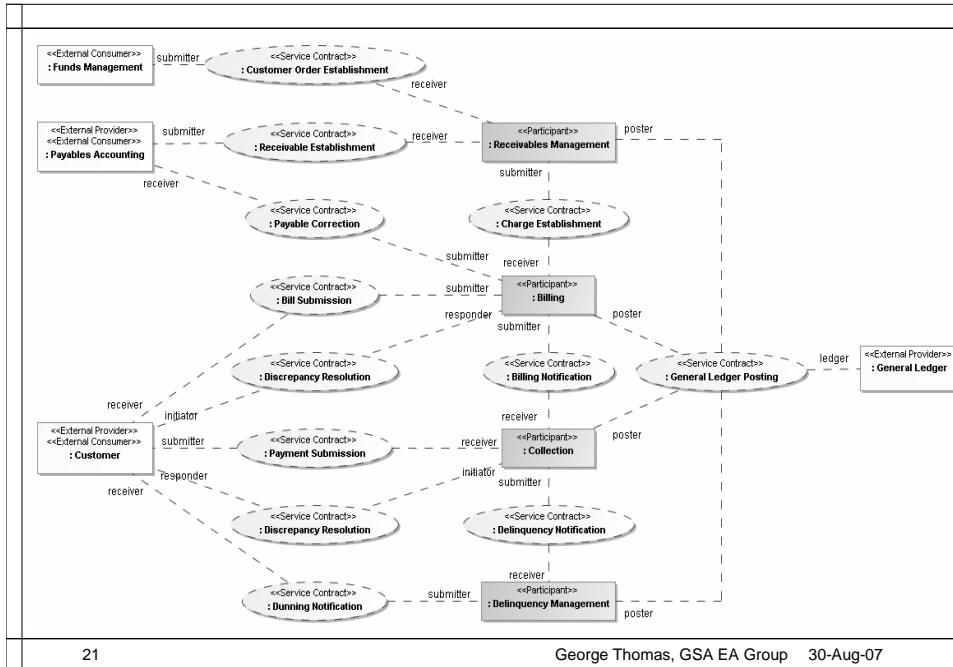 <<External Consumer>>
: Funds Management
submitter
<<Service Contract>>
: Customer Order Establishment
receiver
<<External Provider>>
<<External Consumer>>
: Payables Accounting
submitter
<<Service Contract>>
: Receivable Establishment
receiver
<<Participant>>
: Receivables Management
poster
receiver
submitter
<<Service Contract>>
: Payable Correction
<<Service Contract>>
: Charge Establishment
submitter
receiver
<<Service Contract>>
: Bill Submission
submitter
<<Participant>>
: Billing
responder
submitter
poster
<<Service Contract>>
: Discrepancy Resolution
<<Service Contract>>
: Billing Notification
<<Service Contract>>
: General Ledger Posting
ledger
<<External Provider>>
: General Ledger
receiver
initiator
receiver
<<External Provider>>
<<External Consumer>>
: Customer
submitter
<<Service Contract>>
: Payment Submission
receiver
<<Participant>>
: Collection
poster
responder
initiator
submitter
receiver
<<Service Contract>>
: Discrepancy Resolution
<<Service Contract>>
: Delinquency Notification
receiver
<<Service Contract>>
: Dunning Notification
submitter
<<Participant>>
: Delinquency Management
poster
21
George Thomas, GSA EA Group 30-Aug-07